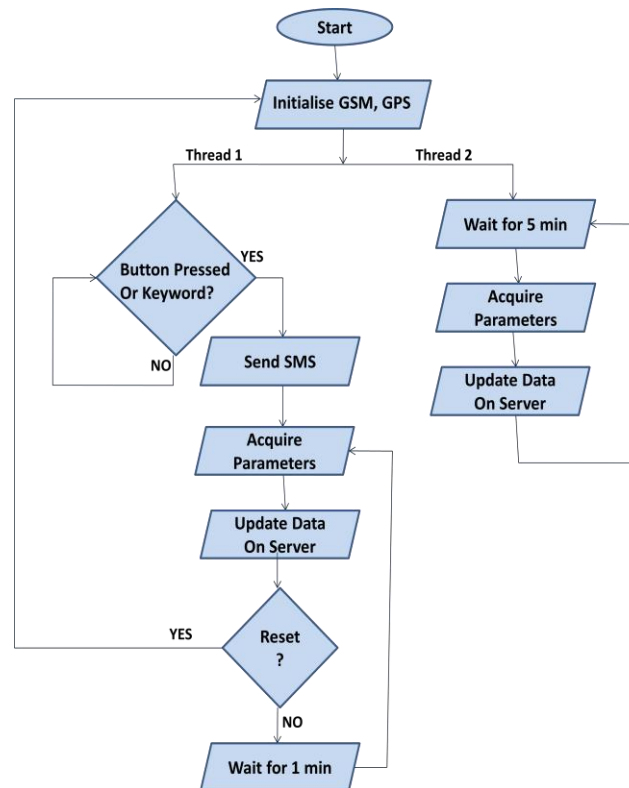 Start
Initialise GSM, GPS
Thread 1
Thread 2
Button Pressed
Or Keyword?
YES
NO
Send SMS
Acquire
Parameters
Update Data
On Server
Reset
?
YES
NO
Wait for 1 min
Wait for 5 min
Acquire
Parameters
Update Data
On Server